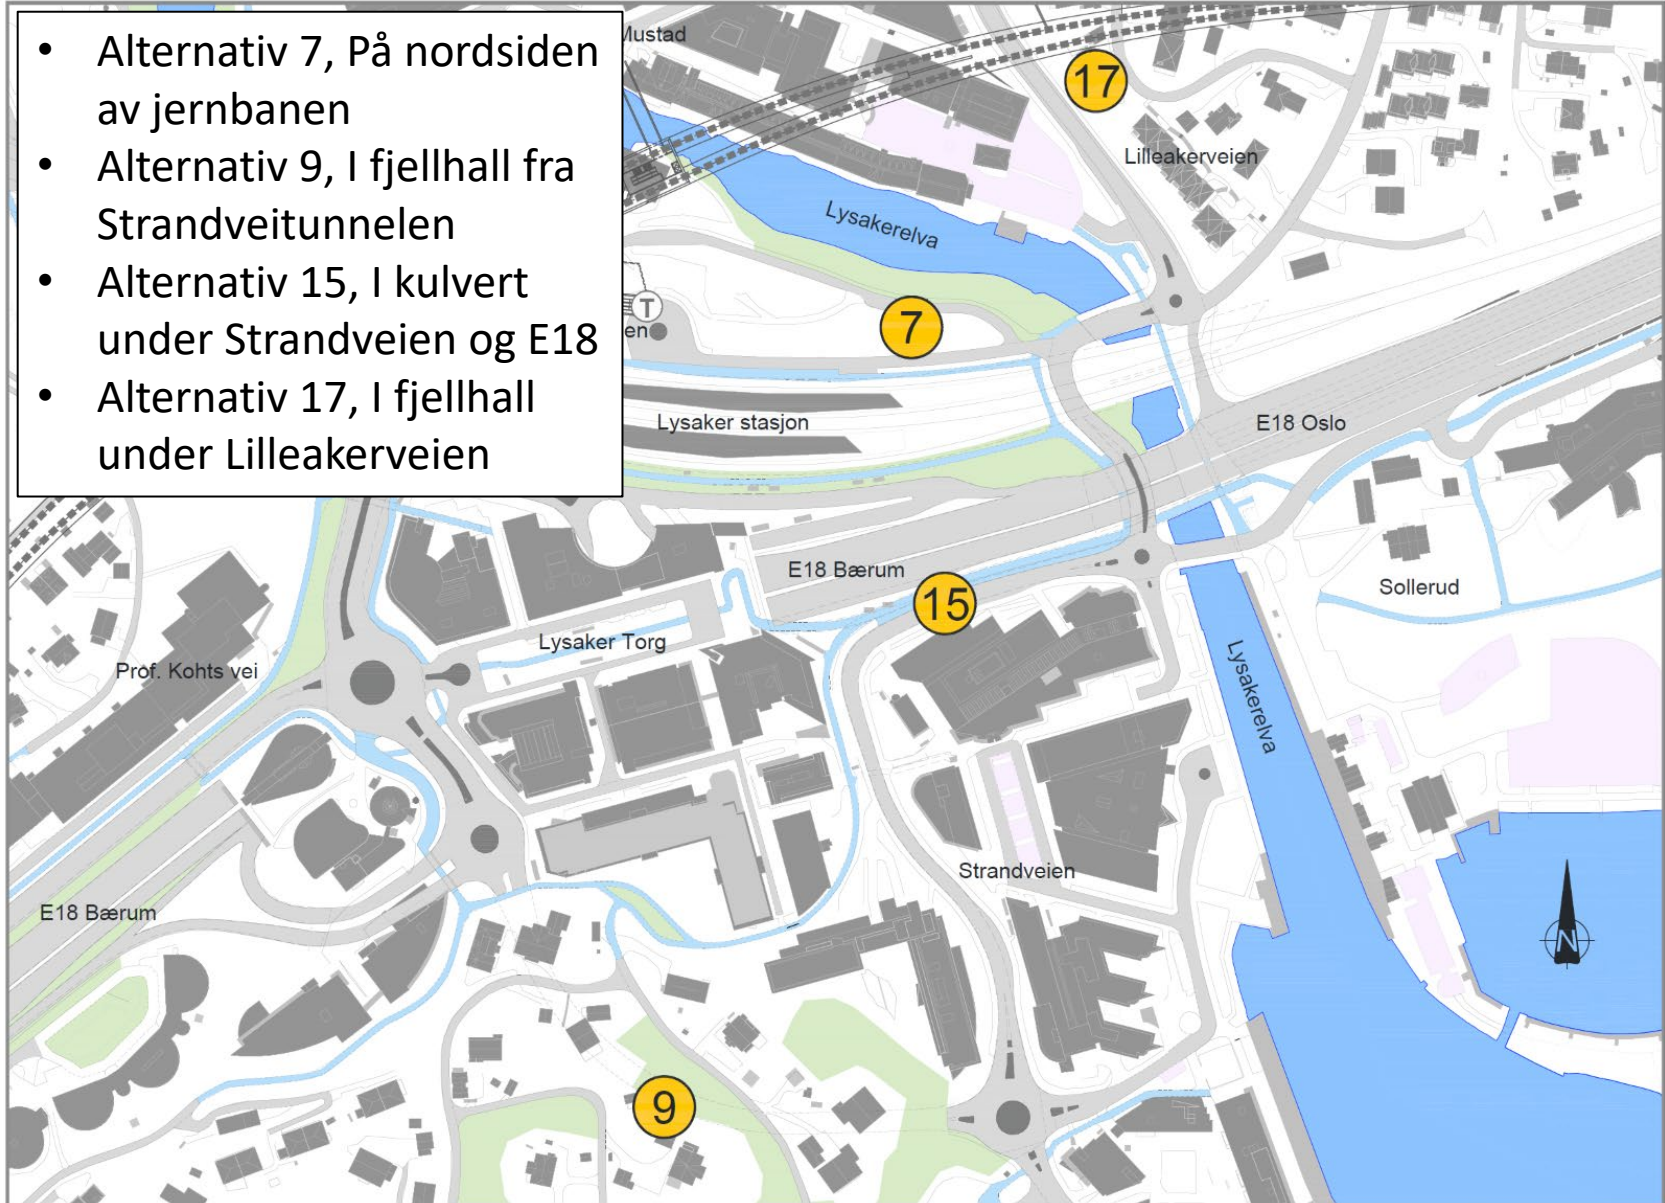 • Alternativ 7, På nordsiden
av jernbanen
• Alternativ 9, I fjellhall fra
Strandveitunnelen
• Alternativ 15, I kulvert
under Strandveien og E18
• Alternativ 17, I fjellhall
under Lilleakerveien
Mustad
17
Lilleakerveien
Lysakerelva
T
en
7
Lysaker stasjon
E18 Oslo
E18 Bærum
15
Sollerud
Lysaker Torg
Prof. Kohts vei
Lysakerelva
Strandveien
E18 Bærum
N
9